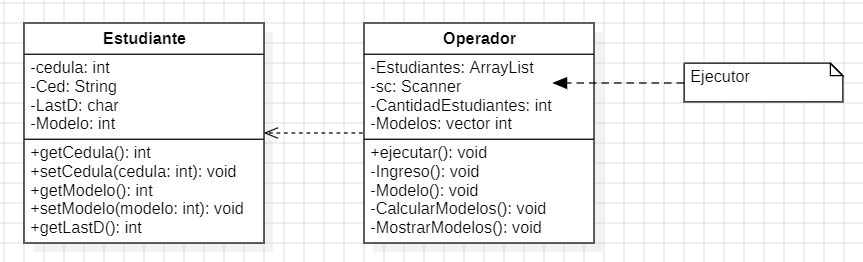 Estudiante
-cedula: int
-Ced: String
-LastD: char
-Modelo: int
+getCedula(): int
+setCedula(cedula: int): void
+getModelo(): int
+setModelo(modelo: int): void
+getLastD(): int
Operador
-Estudiantes: ArrayList
-sc: Scanner
-CantidadEstudiantes: int
-Modelos: vector int
+ejecutar(): void
-Ingreso(): void
-Modelo(): void
-CalcularModelos(): void
-MostrarModelos(): void
Ejecutor